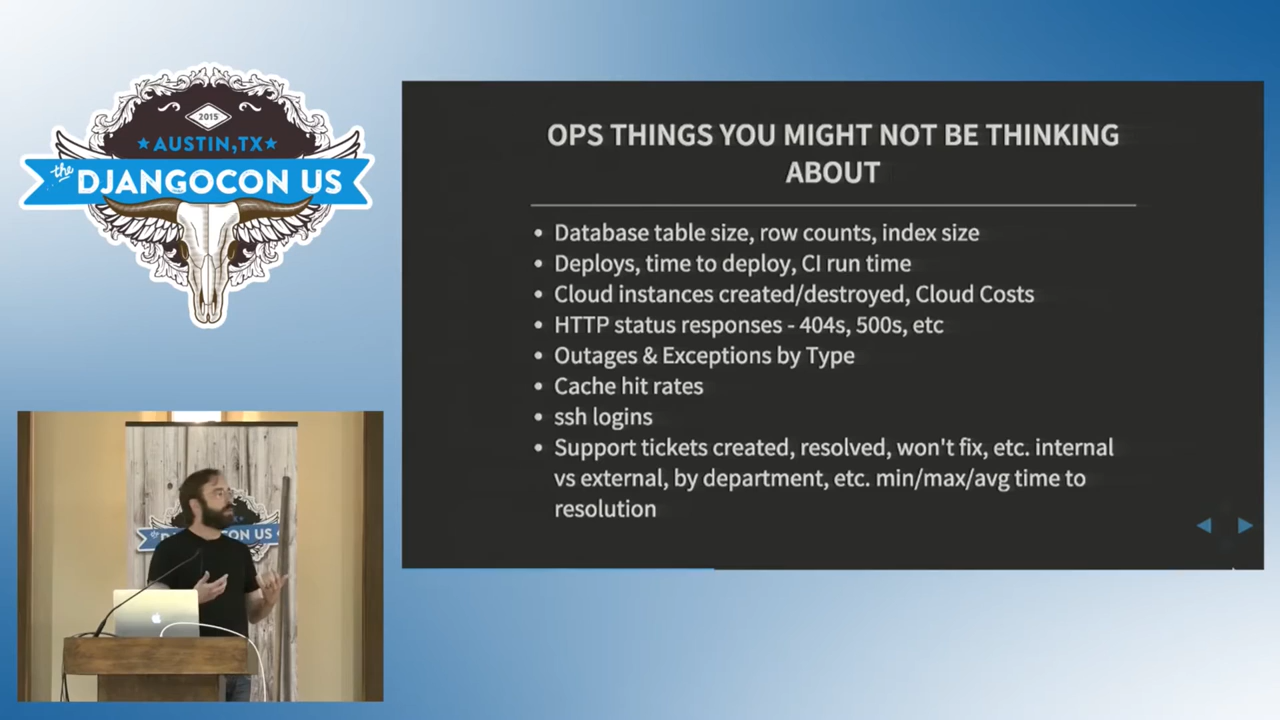 2015
AUSTIN,TX
the
DJANGOCON US
OPS THINGS YOU MIGHT NOT BE THINKING
ABOUT
• Database table size, row counts, index size
• Deploys, time to deploy, CI run time
• Cloud instances created/destroyed, Cloud Costs
• HTTP status responses - 404s, 500s, etc
• Outages & Exceptions by Type
• Cache hit rates
• ssh logins
• Support tickets created, resolved, won't fix, etc. internal
vs external, by department, etc. min/max/avg time to
resolution